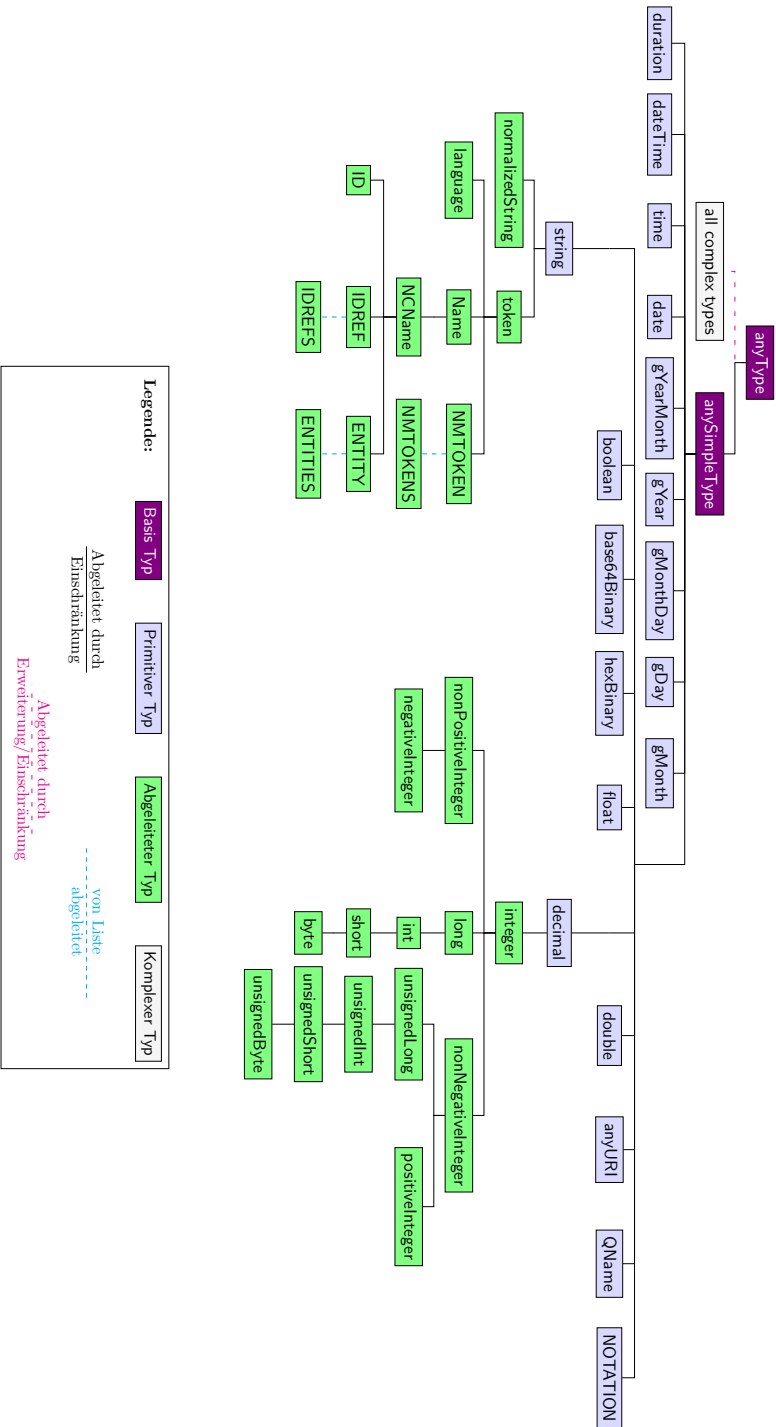 anyType
all complex types
anySimpleType
duration
dateTime
time
date
gYearMonth
gYear
gMonthDay
gDay
gMonth
boolean
base64Binary
hexBinary
float
double
anyURI
QName
NOTATION
string
decimal
normalizedString
token
integer
language
Name
NMTOKEN
nonPositiveInteger
long
nonNegativeInteger
NCName
NMTOKENS
negativeInteger
int
unsignedLong
positiveInteger
ID
IDREF
ENTITY
short
unsignedInt
IDREFS
ENTITIES
byte
unsignedShort
unsignedByte
Legende:
Basis Typ
Primitiver Typ
Abgeleiteter Typ
Komplexer Typ
Abgeleitet durch
Einschränkung
von Liste
abgeleitet
Abgeleitet durch
Erweiterung/Einschränkung